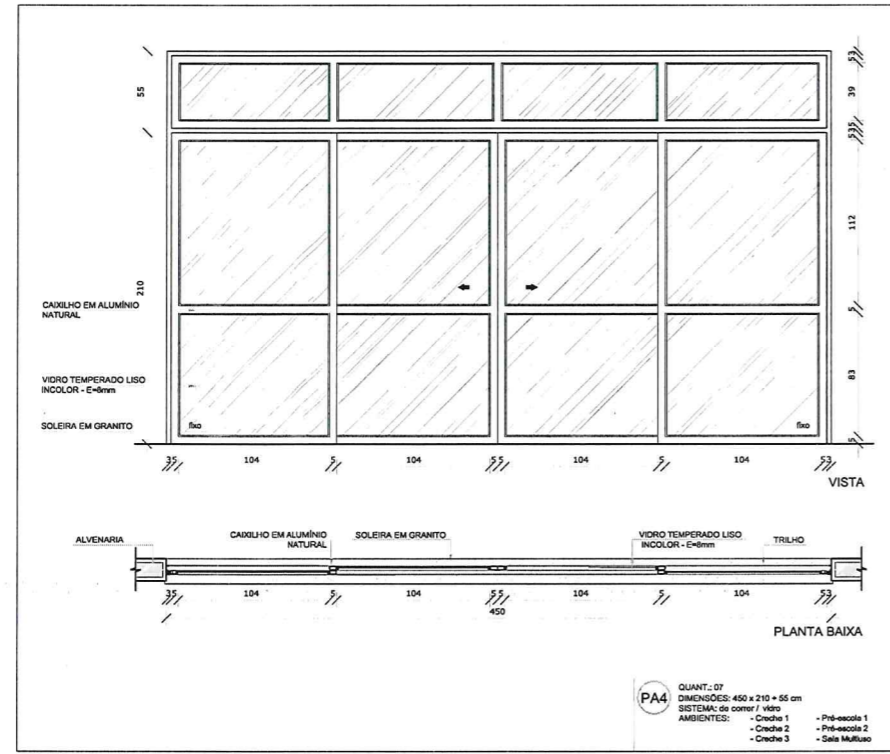 53
55
39
535
112
210
CAIXILHO EM ALUMÍNIO
NATURAL
5
VIDRO TEMPERADO LISO
INCOLOR - E=6mm
83
SOLEIRA EM GRANITO
fixo
fixo
5
35 104 5 104 55 104 5 104 53
VISTA
ALVENARIA
CAIXILHO EM ALUMÍNIO
NATURAL
SOLEIRA EM GRANITO
VIDRO TEMPERADO LISO
INCOLOR - E=6mm
TRILHO
35 104 5 104 55 104 5 104 53
450
PLANTA BAIXA
PA4
QUANT.: 07
DIMENSÕES: 450 x 210 + 55 cm
SISTEMA: de correr / vidro
AMBIENTES: - Creche 1 - Pré-escola 1
- Creche 2 - Pré-escola 2
- Creche 3 - Sala Multiuso